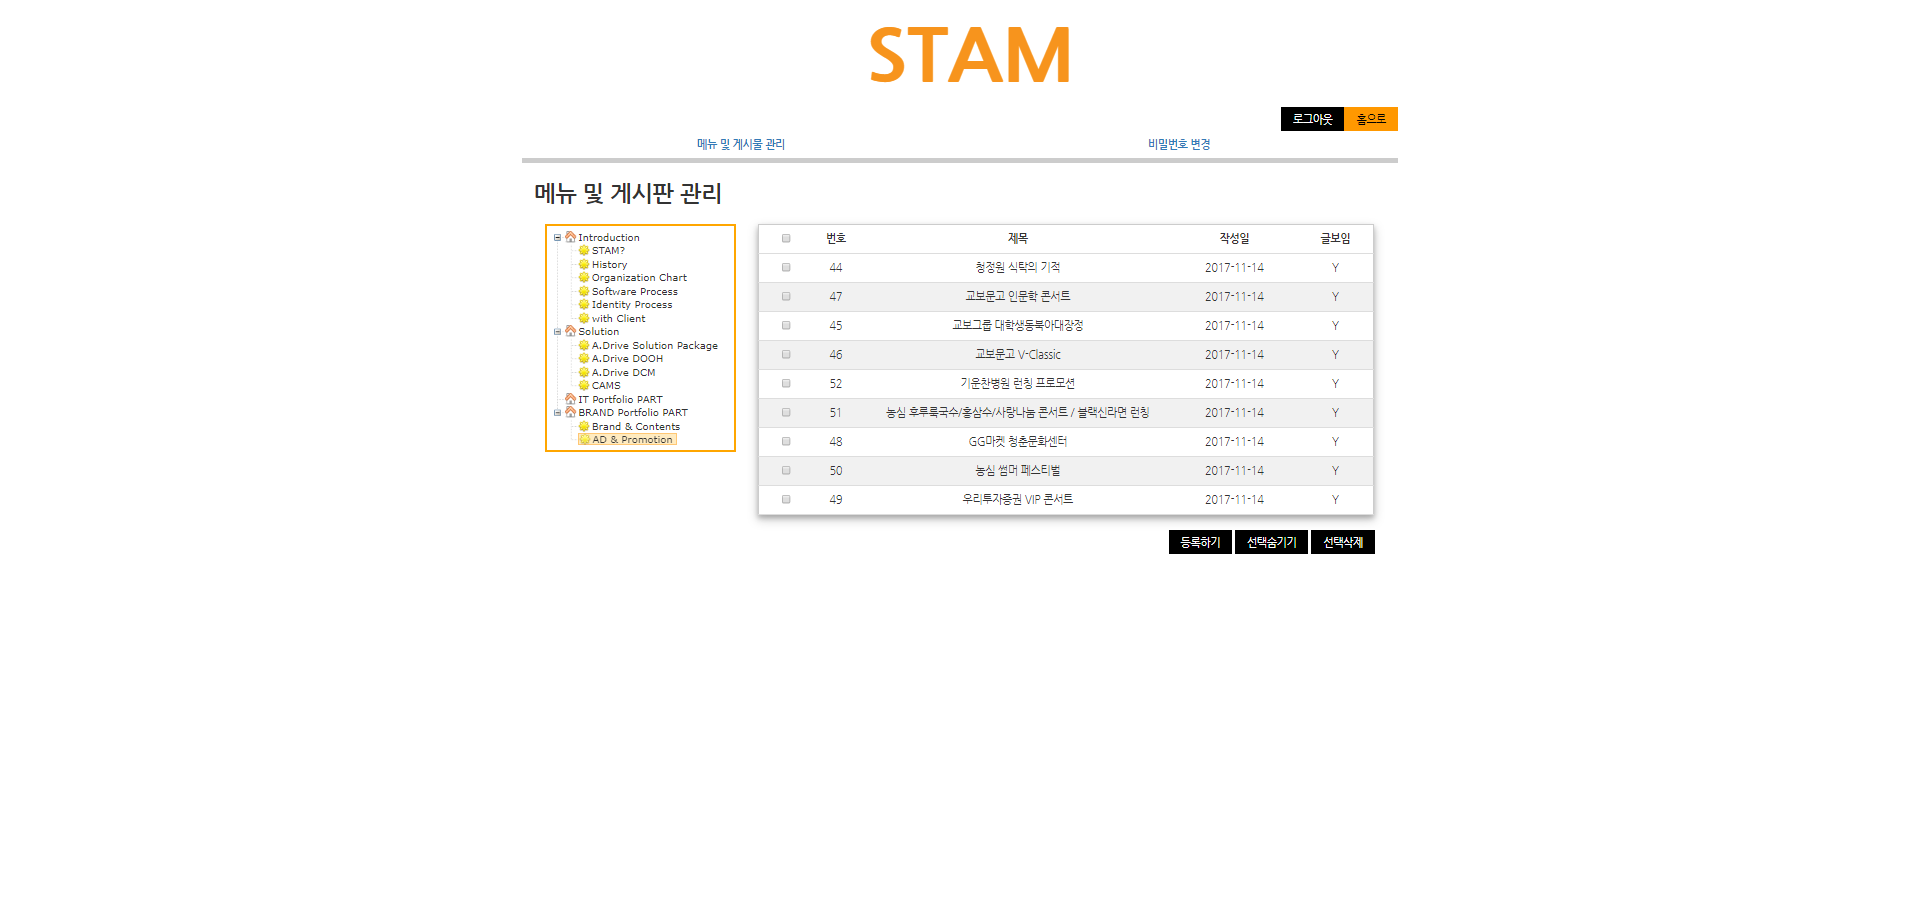 STAM
로그아웃 홈으로
메뉴 및 게시물 관리 비밀번호 변경
메뉴 및 게시판 관리
Introduction
STAM?
History
Organization Chart
Software Process
Identity Process
with Client
Solution
A.Drive Solution Package
A.Drive DOOH
A.Drive DCM
CAMS
IT Portfolio PART
BRAND Portfolio PART
Brand & Contents
AD & Promotion
번호 제목 작성일 글보임
44 청정원 식탁의 기적 2017-11-14 Y
47 교보문고 인문학 콘서트 2017-11-14 Y
45 교보그룹 대학생동북아대장정 2017-11-14 Y
46 교보문고 V-Classic 2017-11-14 Y
52 기운찬병원 런칭 프로모션 2017-11-14 Y
51 농심 후루룩국수/홍삼수/사랑나눔 콘서트 / 블랙신라면 런칭 2017-11-14 Y
48 GG마켓 청춘문화센터 2017-11-14 Y
50 농심 썸머 페스티벌 2017-11-14 Y
49 우리투자증권 VIP 콘서트 2017-11-14 Y
등록하기 선택숨기기 선택삭제